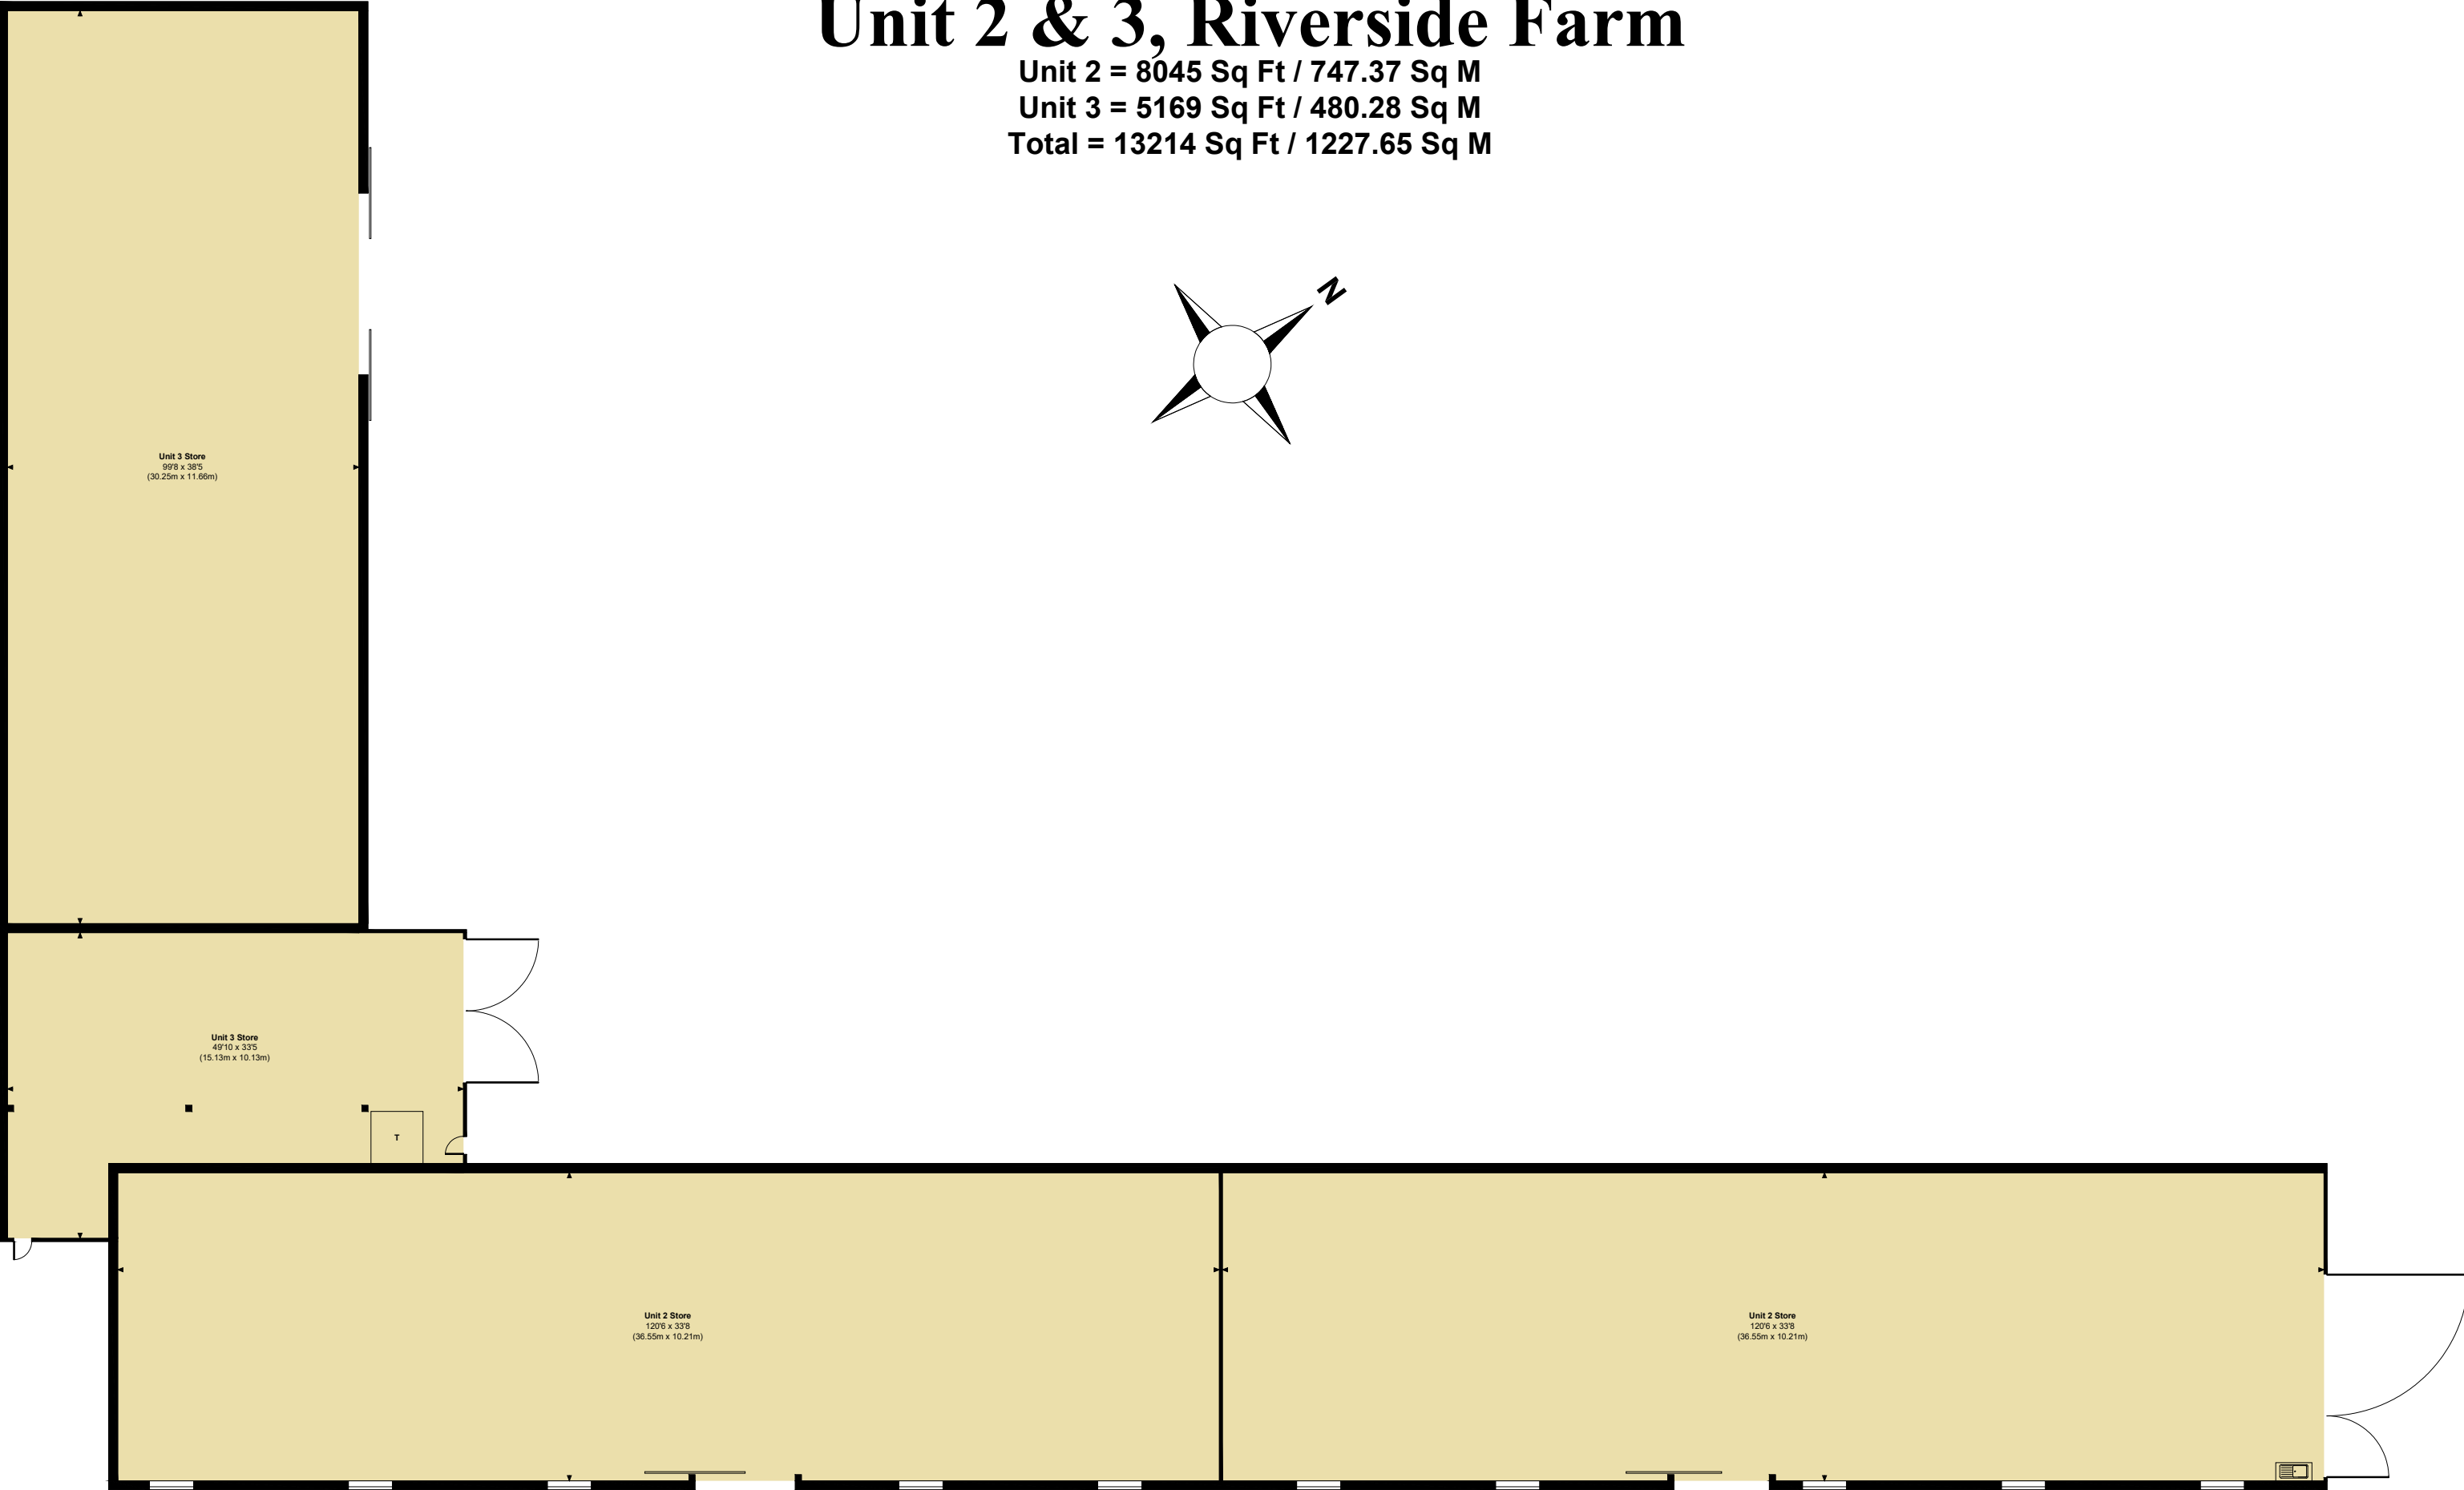 Unit 2 & 3, Riverside Farm
Unit 2 = 8045 Sq Ft / 747.37 Sq M
Unit 3 = 5169 Sq Ft / 480.28 Sq M
Total = 13214 Sq Ft / 1227.65 Sq M
N
Unit 3 Store
99'8 x 38'5
(30.25m x 11.66m)
Unit 3 Store
49'10 x 33'5
(15.13m x 10.13m)
T
Unit 2 Store
120'6 x 33'8
(36.55m x 10.21m)
Unit 2 Store
120'6 x 33'8
(36.55m x 10.21m)